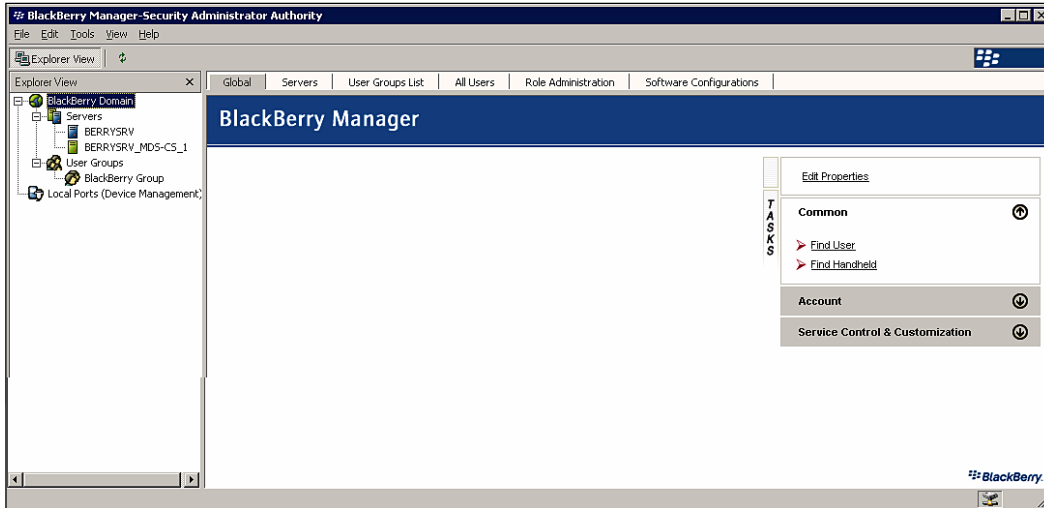 BlackBerry Manager-Security Administrator Authority
File Edit Tools View Help
Explorer View
Explorer View
Global Servers User Groups List All Users Role Administration Software Configurations
BlackBerry Domain
Servers
BERRYSRV
BERRYSRV_MDS-CS_1
User Groups
BlackBerry Group
Local Ports (Device Management)
BlackBerry Manager
TASKS
Edit Properties
Common
Find User
Find Handheld
Account
Service Control & Customization
BlackBerry.